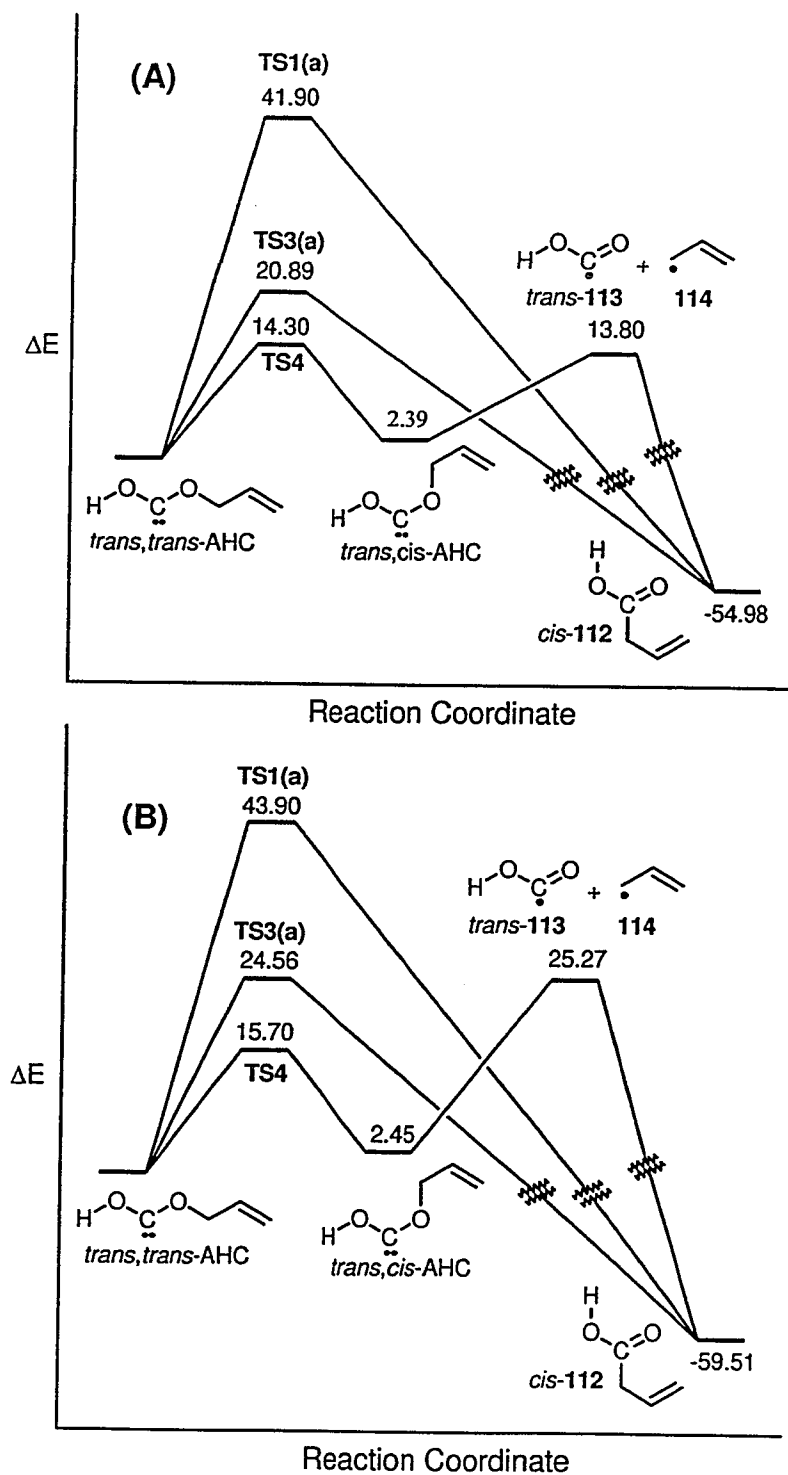 (A)
TS1(a)
41.90
TS3(a)
20.89
14.30
TS4
ΔE
H O C O + 
trans-113 114
13.80
2.39
H O C O
trans,trans-AHC
H O C O
trans,cis-AHC
H
O C O
cis-112
-54.98
Reaction Coordinate
(B)
TS1(a)
43.90
TS3(a)
24.56
15.70
TS4
ΔE
H O C O +
trans-113 114
25.27
2.45
H O C O
trans,trans-AHC
H O C O
trans,cis-AHC
H
O C O
cis-112
-59.51
Reaction Coordinate